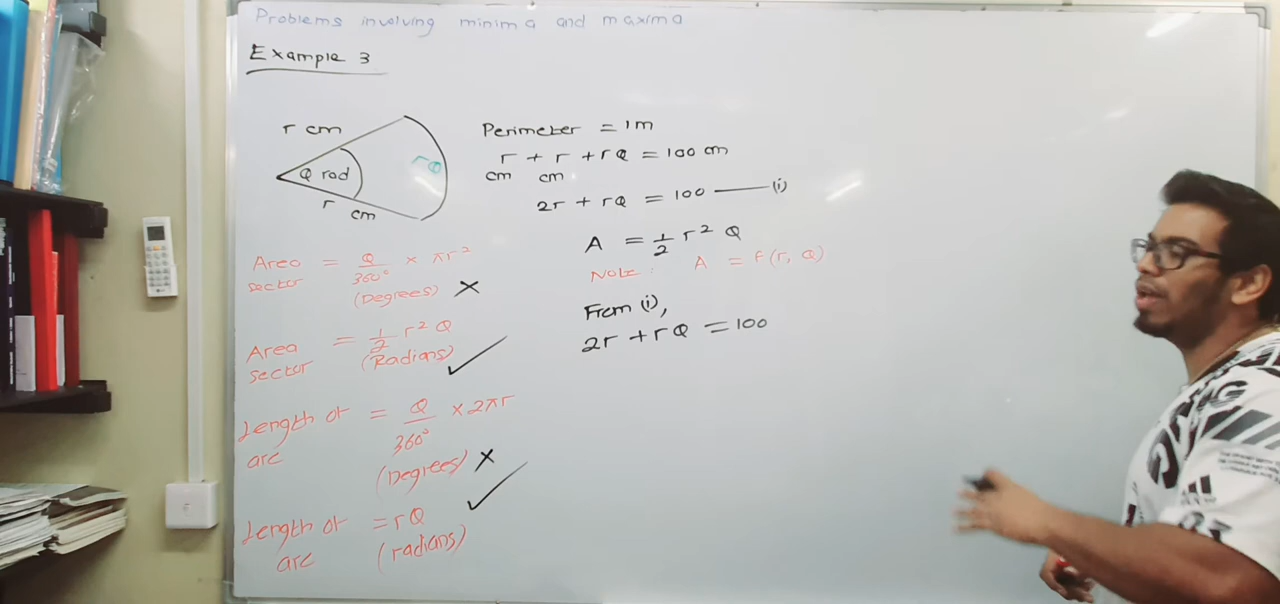 Problems involving minima and maxima
Example 3
r cm
θ rad
r cm
rθ
Area sector = θ/360° × πr²
(Degrees) ×
Area sector = 1/2 r² θ
(Radians) ✓
Length of arc = θ/360° × 2πr
(Degrees) ×
Length of arc = rθ
(radians) ✓
Perimeter = 1m
r + r + rθ = 100 cm
cm cm
2r + rθ = 100 —— (i)
A = 1/2 r² θ
Note: A = f(r, θ)
From (i),
2r + rθ = 100